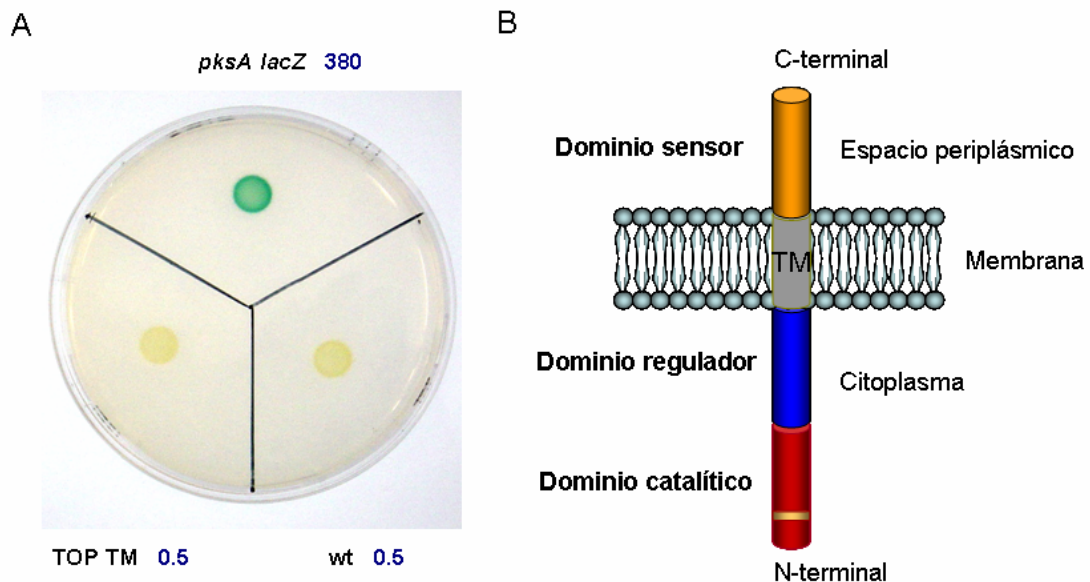 A
pksA lacZ 380
TOP TM 0.5
wt 0.5
B
C-terminal
Dominio sensor
Espacio periplásmico
TM
Membrana
Dominio regulador
Citoplasma
Dominio catalítico
N-terminal